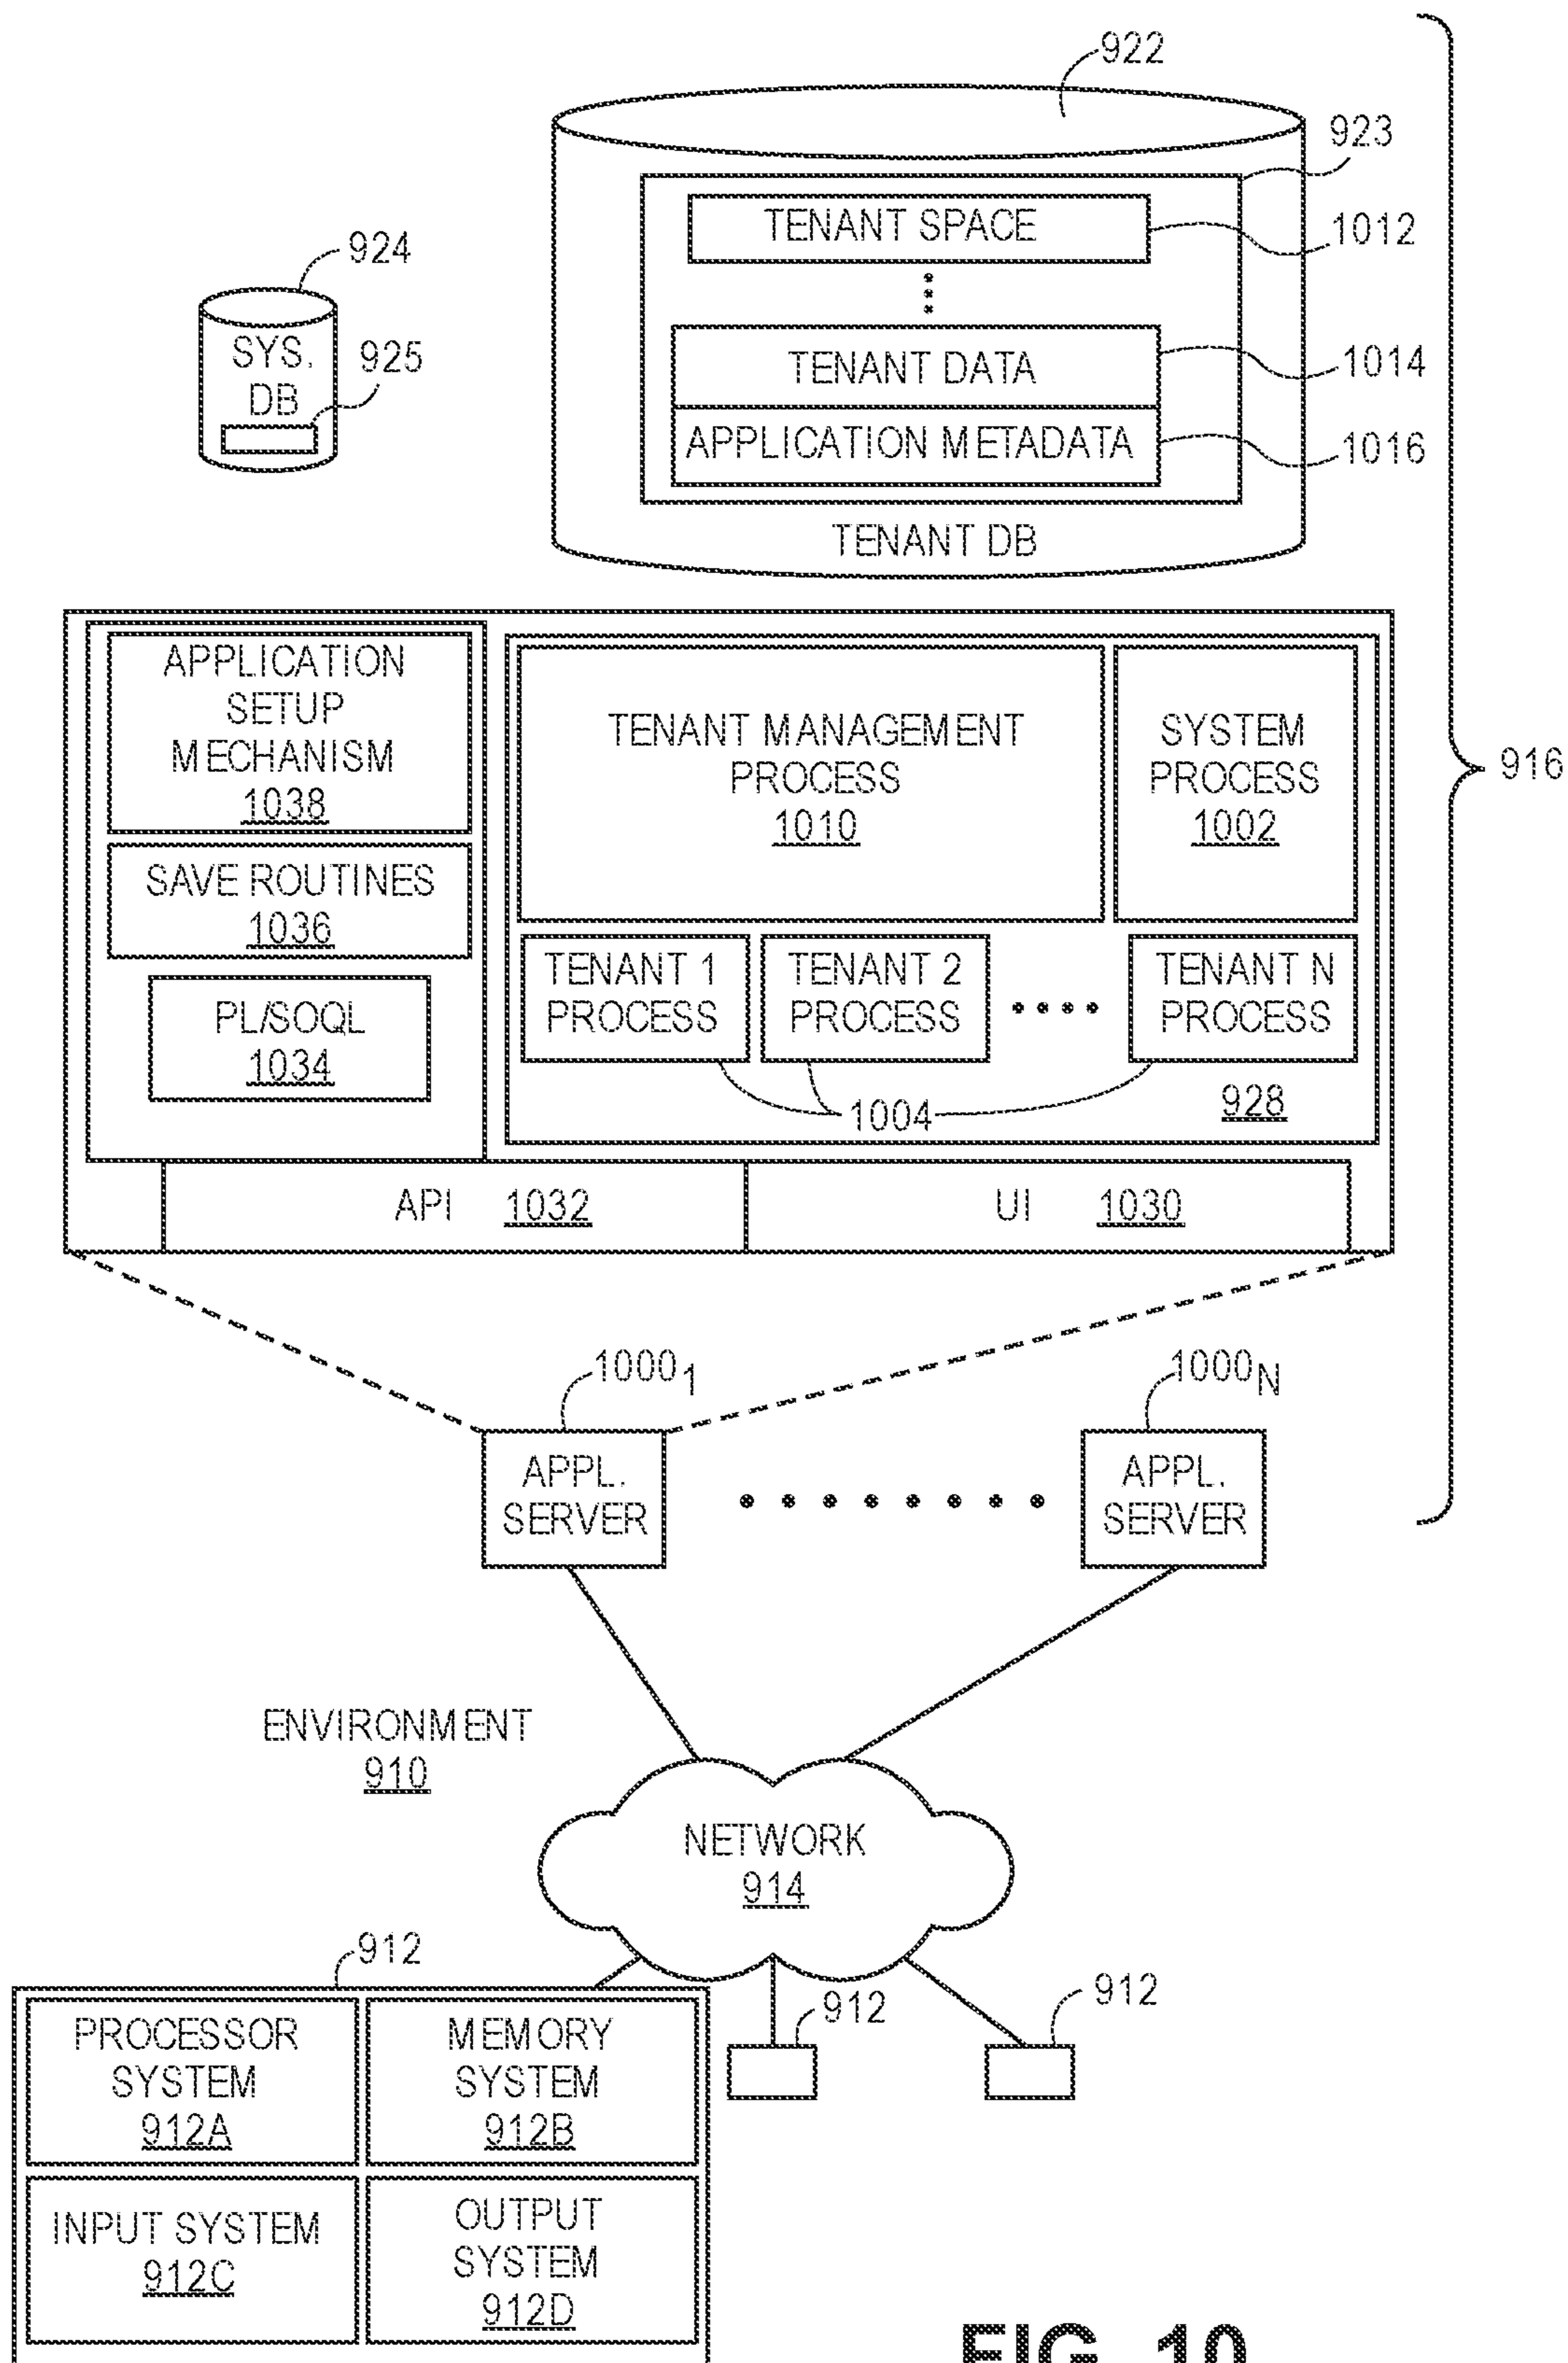 922
923
TENANT SPACE
1012
924
SYS.
DB
925
TENANT DATA
1014
APPLICATION METADATA
1016
TENANT DB
APPLICATION
SETUP
MECHANISM
1038
TENANT MANAGEMENT
PROCESS
1010
SYSTEM
PROCESS
1002
916
SAVE ROUTINES
1036
PL/SOQL
1034
TENANT 1
PROCESS
TENANT 2
PROCESS
TENANT N
PROCESS
1004
928
API 1032
UI 1030
1000₁
1000N
APPL.
SERVER
APPL.
SERVER
ENVIRONMENT
910
NETWORK
914
912
912
912
PROCESSOR
SYSTEM
912A
MEMORY
SYSTEM
912B
INPUT SYSTEM
912C
OUTPUT
SYSTEM
912D
FIG. 10